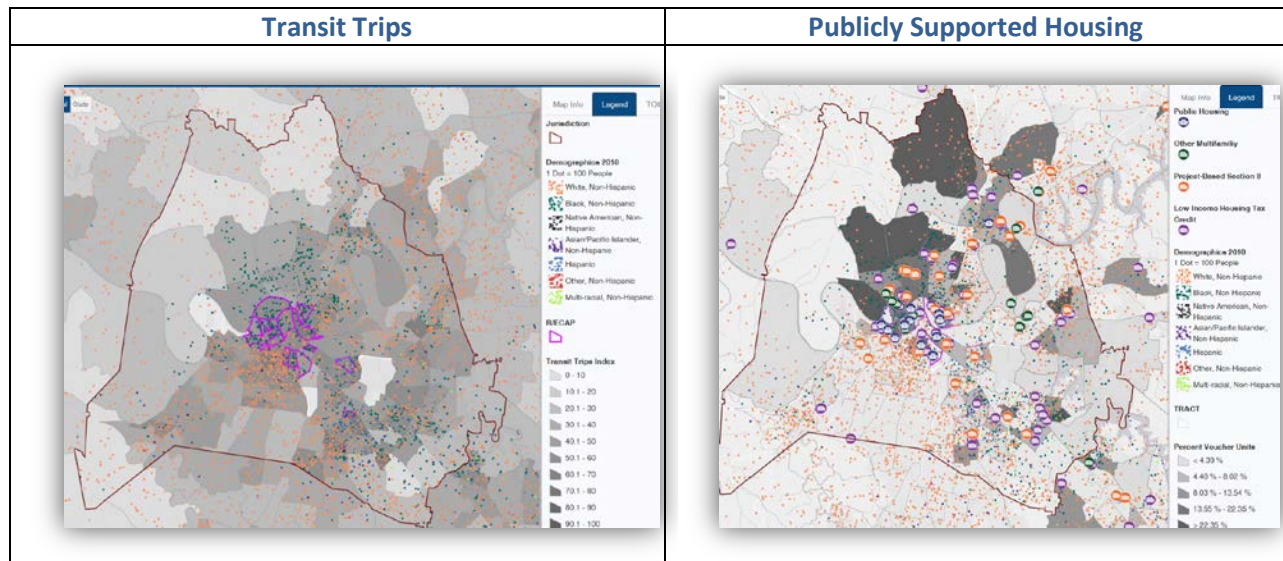 Transit Trips
Publicly Supported Housing
State
Map Info Legend
Jurisdiction
Demographics 2010
1 Dot = 100 People
White, Non-Hispanic
Black, Non-Hispanic
Native American, Non-
Hispanic
Asian/Pacific Islander,
Non-Hispanic
Hispanic
Other, Non-Hispanic
Multi-racial, Non-Hispanic
R/ECAP
Transit Trips Index
0 - 10
10.1 - 20
20.1 - 30
30.1 - 40
40.1 - 50
50.1 - 60
60.1 - 70
70.1 - 80
80.1 - 90
90.1 - 100
Map Info Legend
Public Housing
Other Multifamily
Project-Based Section 8
Low Income Housing Tax
Credit
Demographics 2010
1 Dot = 100 People
White, Non-Hispanic
Black, Non-Hispanic
Native American, Non-
Hispanic
Asian/Pacific Islander,
Non-Hispanic
Hispanic
Other, Non-Hispanic
Multi-racial, Non-Hispanic
TRACT
Percent Voucher Units
8.03 % - 13.54 %
13.55 % - 22.35 %
> 22.35 %